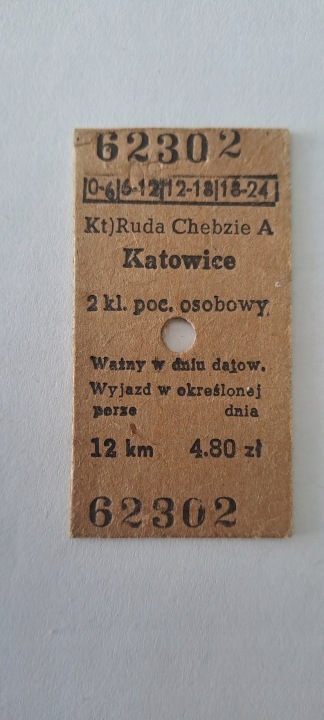 62302
0-6|6-12|12-18|18-24
Kt)Ruda Chebzie A
Katowice
2 kl. poc. osobowy
Ważny w dniu datow.
Wyjazd w określonej
porze dnia
12 km 4.80 zł
62302